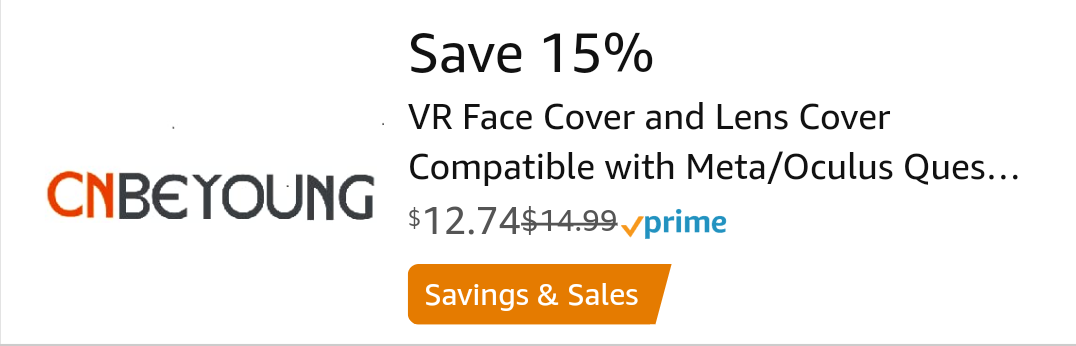 CNBEYOUNG
Save 15%
VR Face Cover and Lens Cover
Compatible with Meta/Oculus Ques...
$12.74$14.99 prime
Savings & Sales